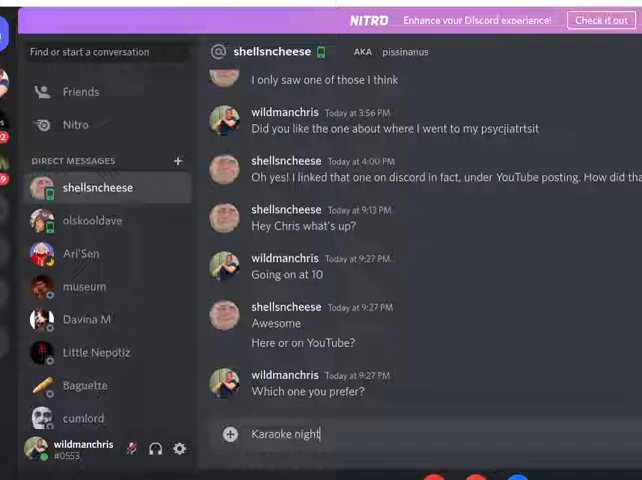 NITRO Enhance your Discord experience! Check it out
Find or start a conversation
@ shellsncheese AKA pissinanus
I only saw one of those I think
Friends
wildmanchris Today at 3:56 PM
Did you like the one about where I went to my psycjiatrtsit
Nitro
DIRECT MESSAGES +
shellsncheese Today at 4:00 PM
Oh yes! I linked that one on discord in fact, under YouTube posting. How did tha
shellsncheese
olskooldave
shellsncheese Today at 9:13 PM
Hey Chris what's up?
Ari'Sen
wildmanchris Today at 9:27 PM
Going on at 10
museum
shellsncheese Today at 9:27 PM
Awesome
Here or on YouTube?
Davina M
Little Nepotiz
wildmanchris Today at 9:27 PM
Which one you prefer?
Baguette
cumlord
Karaoke night
wildmanchris
#0553